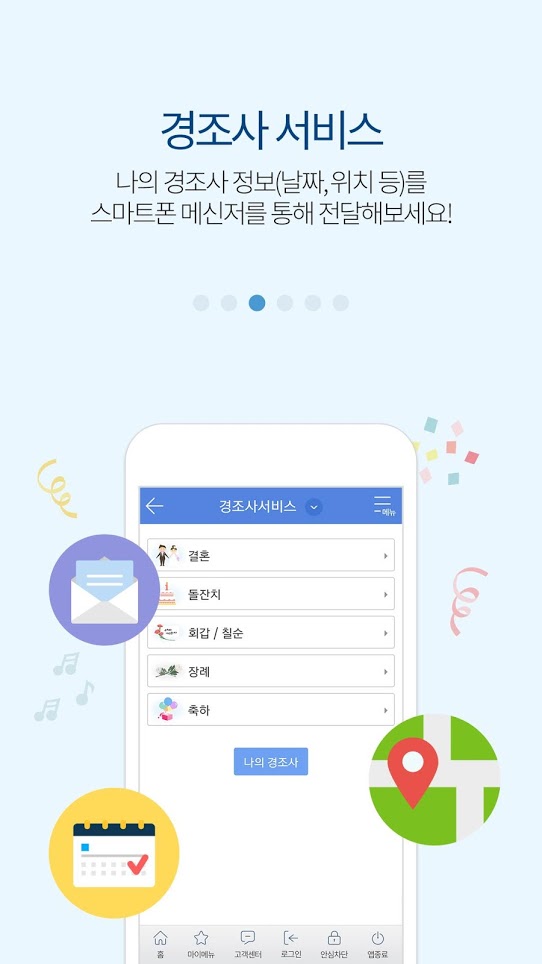 경조사 서비스
나의 경조사 정보(날짜, 위치 등)를
스마트폰 메신저를 통해 전달해보세요!
경조사서비스
메뉴
결혼
돌잔치
회갑 / 칠순
장례
축하
나의 경조사
홈 마이메뉴 고객센터 로그인 안심차단 앱종료